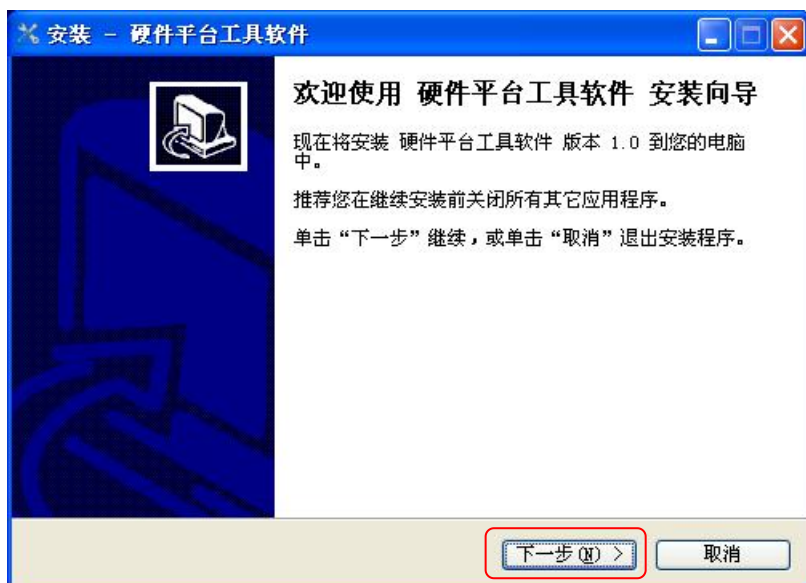 安装 - 硬件平台工具软件
欢迎使用 硬件平台工具软件 安装向导
现在将安装 硬件平台工具软件 版本 1.0 到您的电脑
中。
推荐您在继续安装前关闭所有其它应用程序。
单击“下一步”继续，或单击“取消”退出安装程序。
下一步(N) >
取消